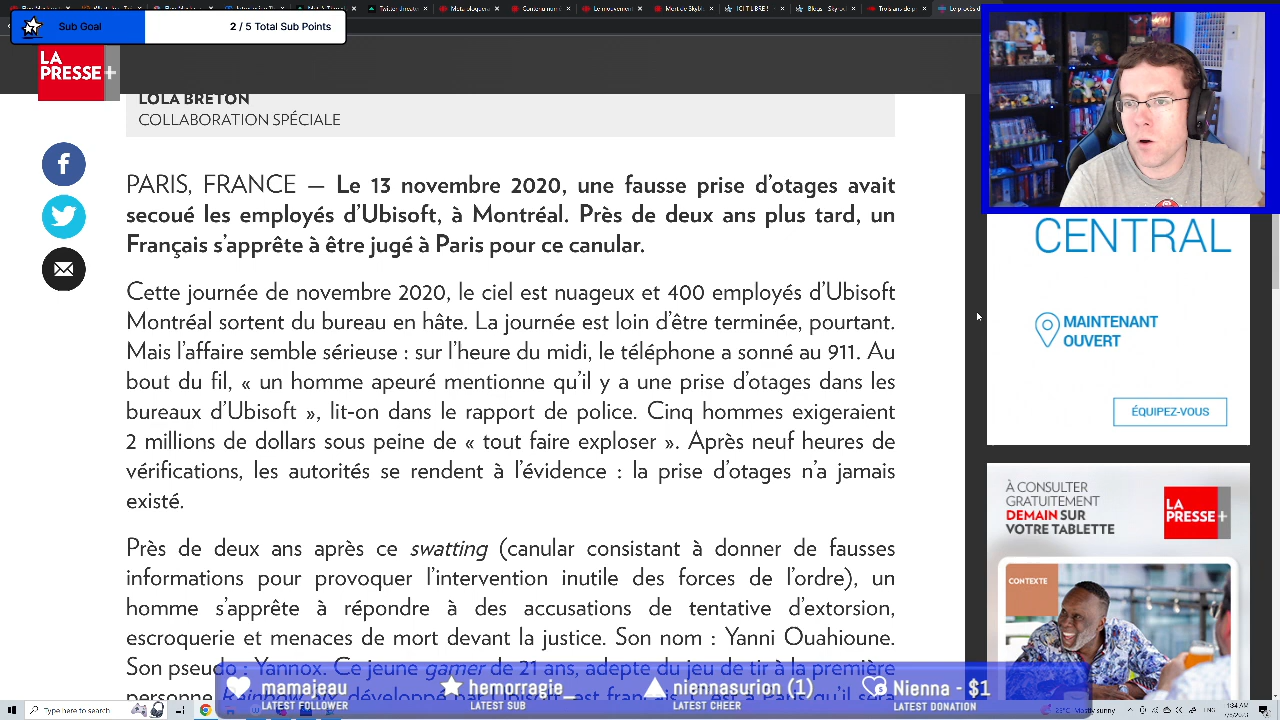 Sub Goal
2 / 5 Total Sub Points
LA
PRESSE+
LOLA BRETON
COLLABORATION SPÉCIALE
PARIS, FRANCE — Le 13 novembre 2020, une fausse prise d'otages avait
secoué les employés d'Ubisoft, à Montréal. Près de deux ans plus tard, un
Français s'apprête à être jugé à Paris pour ce canular.
Cette journée de novembre 2020, le ciel est nuageux et 400 employés d'Ubisoft
Montréal sortent du bureau en hâte. La journée est loin d'être terminée, pourtant.
Mais l'affaire semble sérieuse : sur l'heure du midi, le téléphone a sonné au 911. Au
bout du fil, « un homme apeuré mentionne qu'il y a une prise d'otages dans les
bureaux d'Ubisoft », lit-on dans le rapport de police. Cinq hommes exigeraient
2 millions de dollars sous peine de « tout faire exploser ». Après neuf heures de
vérifications, les autorités se rendent à l'évidence : la prise d'otages n'a jamais
existé.
Près de deux ans après ce swatting (canular consistant à donner de fausses
informations pour provoquer l'intervention inutile des forces de l'ordre), un
homme s'apprête à répondre à des accusations de tentative d'extorsion,
escroquerie et menaces de mort devant la justice. Son nom : Yanni Ouahioune.
Son pseudo : Yannox. Ce jeune gamer de 21 ans, adepte du jeu de tir à la première
personne
CENTRAL
MAINTENANT
OUVERT
ÉQUIPEZ-VOUS
À CONSULTER
GRATUITEMENT
DEMAIN SUR
VOTRE TABLETTE
LA
PRESSE+
CONTEXTE
mamajeau
LATEST FOLLOWER
hemorragie_
LATEST SUB
niennasurion (1)
LATEST CHEER
Nienna - $1
LATEST DONATION
Type here to search